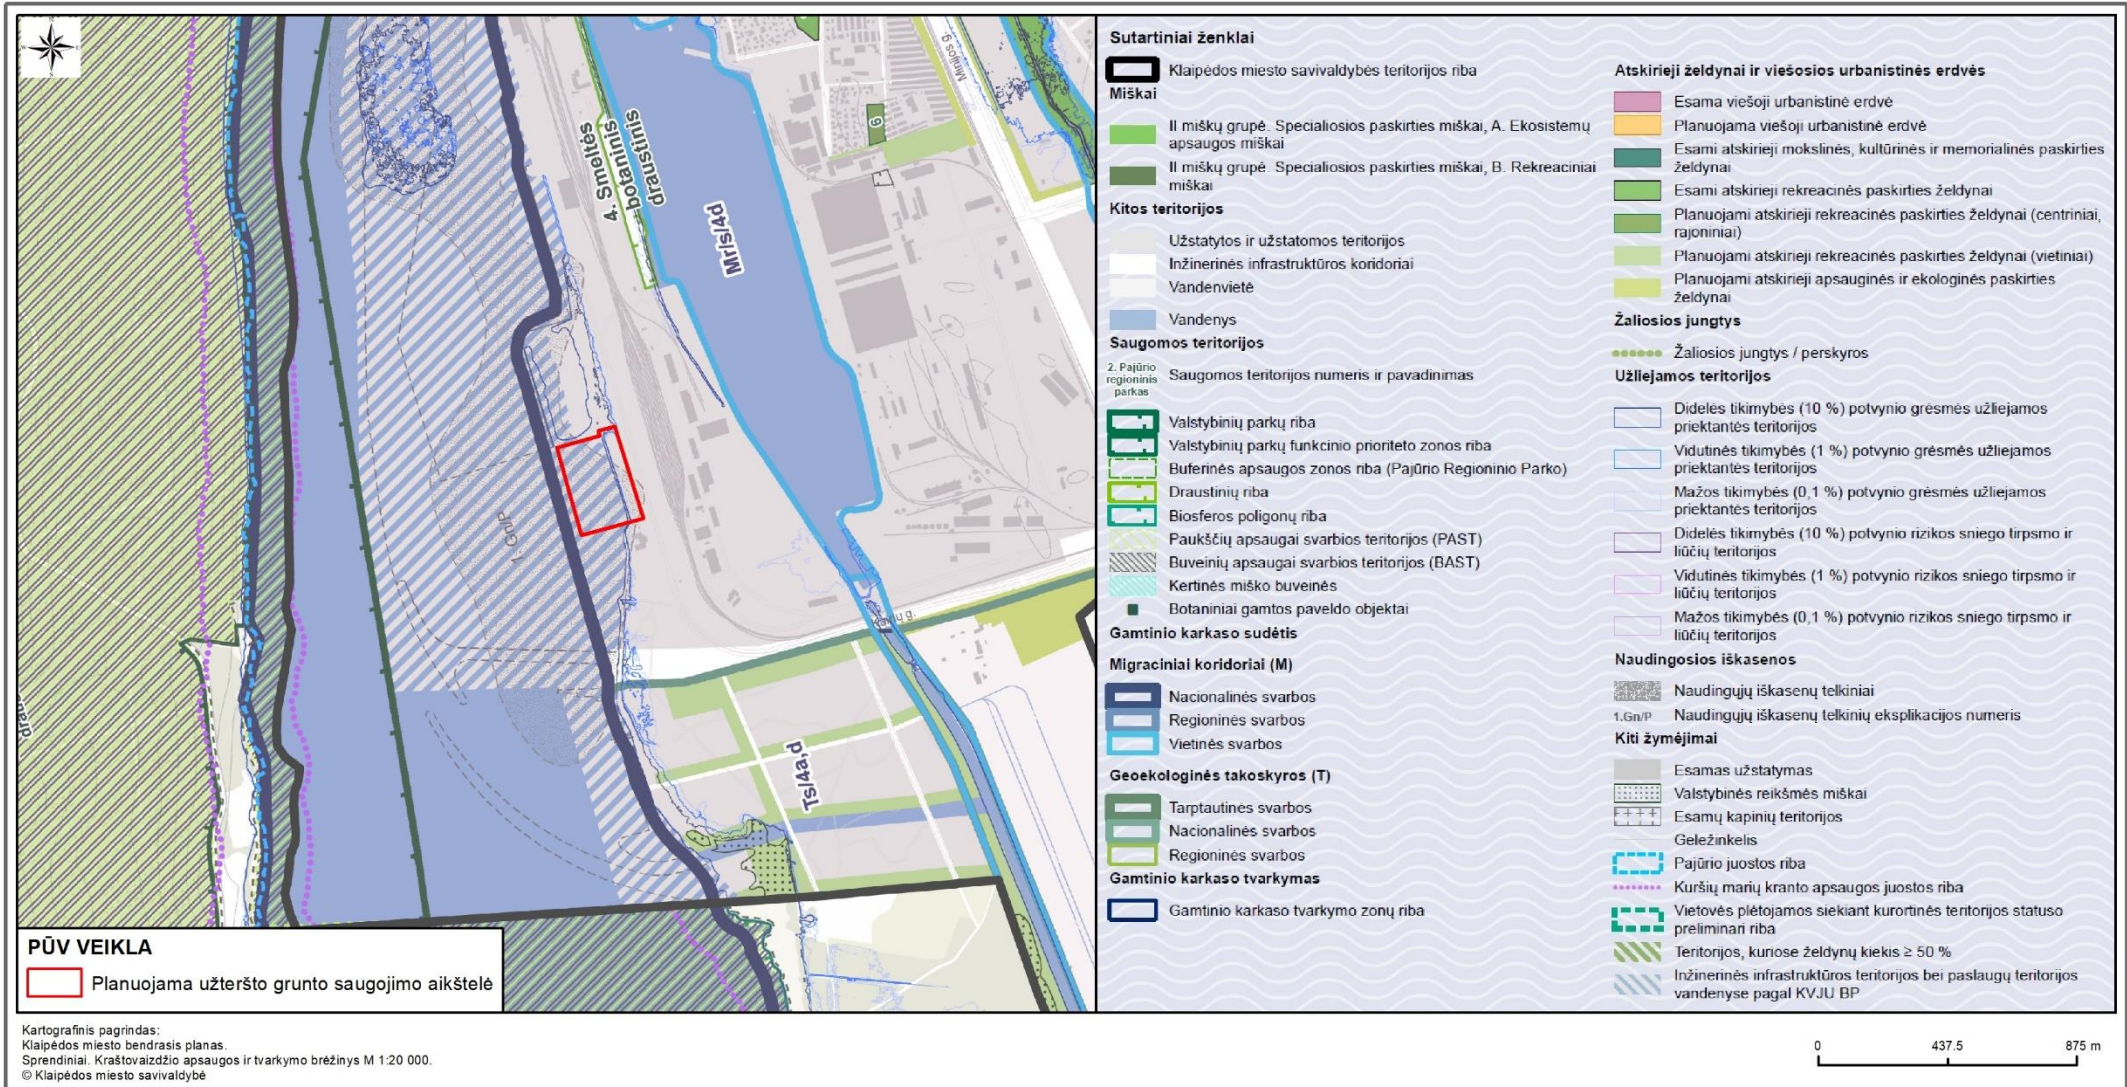 4. Smeltės
botaninis
draustinis
Mr/s/4d
Minijos g.
6
1.Gn/P
Ts/4a,d
PŪV VEIKLA
Planuojama užteršto grunto saugojimo aikštelė
Sutartiniai ženklai
Klaipėdos miesto savivaldybės teritorijos riba
Miškai
II miškų grupė. Specialiosios paskirties miškai, A. Ekosistemų
apsaugos miškai
II miškų grupė. Specialiosios paskirties miškai, B. Rekreaciniai
miškai
Kitos teritorijos
Užstatytos ir užstatomos teritorijos
Inžinerinės infrastruktūros koridoriai
Vandenvietė
Vandenys
Saugomos teritorijos
2. Pajūrio
regioninis
parkas
Saugomos teritorijos numeris ir pavadinimas
Valstybinių parkų riba
Valstybinių parkų funkcinio prioriteto zonos riba
Buferinės apsaugos zonos riba (Pajūrio Regioninio Parko)
Draustinių riba
Biosferos poligonų riba
Paukščių apsaugai svarbios teritorijos (PAST)
Buveinių apsaugai svarbios teritorijos (BAST)
Kertinės miško buveinės
Botaniniai gamtos paveldo objektai
Gamtinio karkaso sudėtis
Migraciniai koridoriai (M)
Nacionalinės svarbos
Regioninės svarbos
Vietinės svarbos
Geoekologinės takoskyros (T)
Tarptautinės svarbos
Nacionalinės svarbos
Regioninės svarbos
Gamtinio karkaso tvarkymas
Gamtinio karkaso tvarkymo zonų riba
Atskirieji želdynai ir viešosios urbanistinės erdvės
Esama viešoji urbanistinė erdvė
Planuojama viešoji urbanistinė erdvė
Esami atskirieji mokslinės, kultūrinės ir memorialinės paskirties
želdynai
Esami atskirieji rekreacinės paskirties želdynai
Planuojami atskirieji rekreacinės paskirties želdynai (centriniai,
rajoniniai)
Planuojami atskirieji rekreacinės paskirties želdynai (vietiniai)
Planuojami atskirieji apsauginės ir ekologinės paskirties
želdynai
Žaliosios jungtys
Žaliosios jungtys / perskyros
Užliejamos teritorijos
Didelės tikimybės (10 %) potvynio grėsmės užliejamos
priektantės teritorijos
Vidutinės tikimybės (1 %) potvynio grėsmės užliejamos
priektantės teritorijos
Mažos tikimybės (0,1 %) potvynio grėsmės užliejamos
priektantės teritorijos
Didelės tikimybės (10 %) potvynio rizikos sniego tirpsmo ir
liūčių teritorijos
Vidutinės tikimybės (1 %) potvynio rizikos sniego tirpsmo ir
liūčių teritorijos
Mažos tikimybės (0,1 %) potvynio rizikos sniego tirpsmo ir
liūčių teritorijos
Naudingosios iškasenos
Naudingųjų iškasenų telkiniai
1.Gn/P Naudingųjų iškasenų telkinių eksplikacijos numeris
Kiti žymėjimai
Esamas užstatymas
Valstybinės reikšmės miškai
Esamų kapinių teritorijos
Geležinkelis
Pajūrio juostos riba
Kuršių marių kranto apsaugos juostos riba
Vietovės plėtojamos siekiant kurortinės teritorijos statuso
preliminari riba
Teritorijos, kuriose želdynų kiekis ≥ 50 %
Inžinerinės infrastruktūros teritorijos bei paslaugų teritorijos
vandenyse pagal KVJU BP
Kartografinis pagrindas:
Klaipėdos miesto bendrasis planas.
Sprendiniai. Kraštovaizdžio apsaugos ir tvarkymo brėžinys M 1:20 000.
© Klaipėdos miesto savivaldybė
0 437.5 875 m